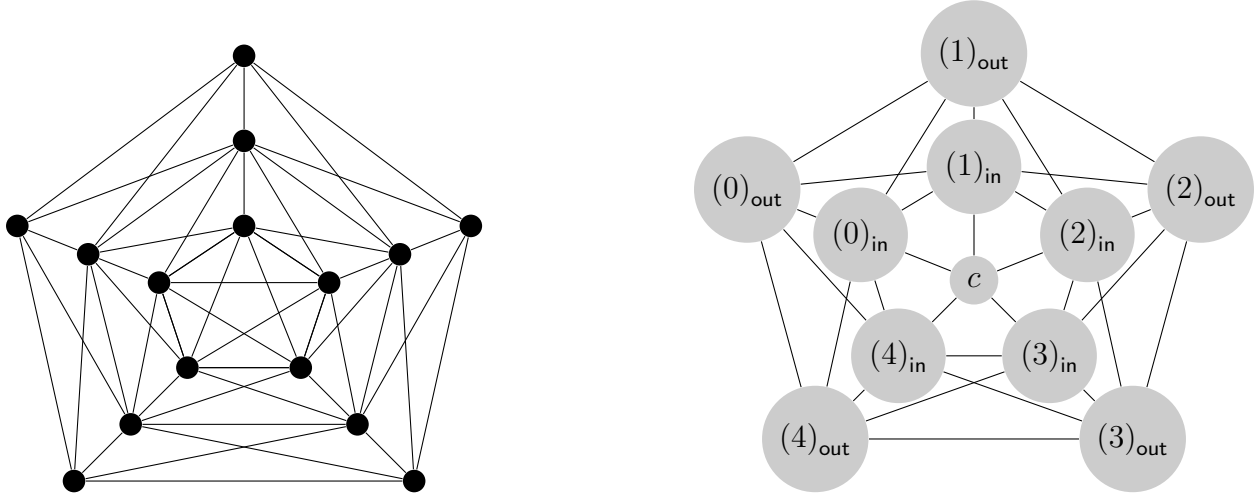 (1)out
(1)in
(0)out
(2)out
(0)in
(2)in
c
(4)in
(3)in
(4)out
(3)out